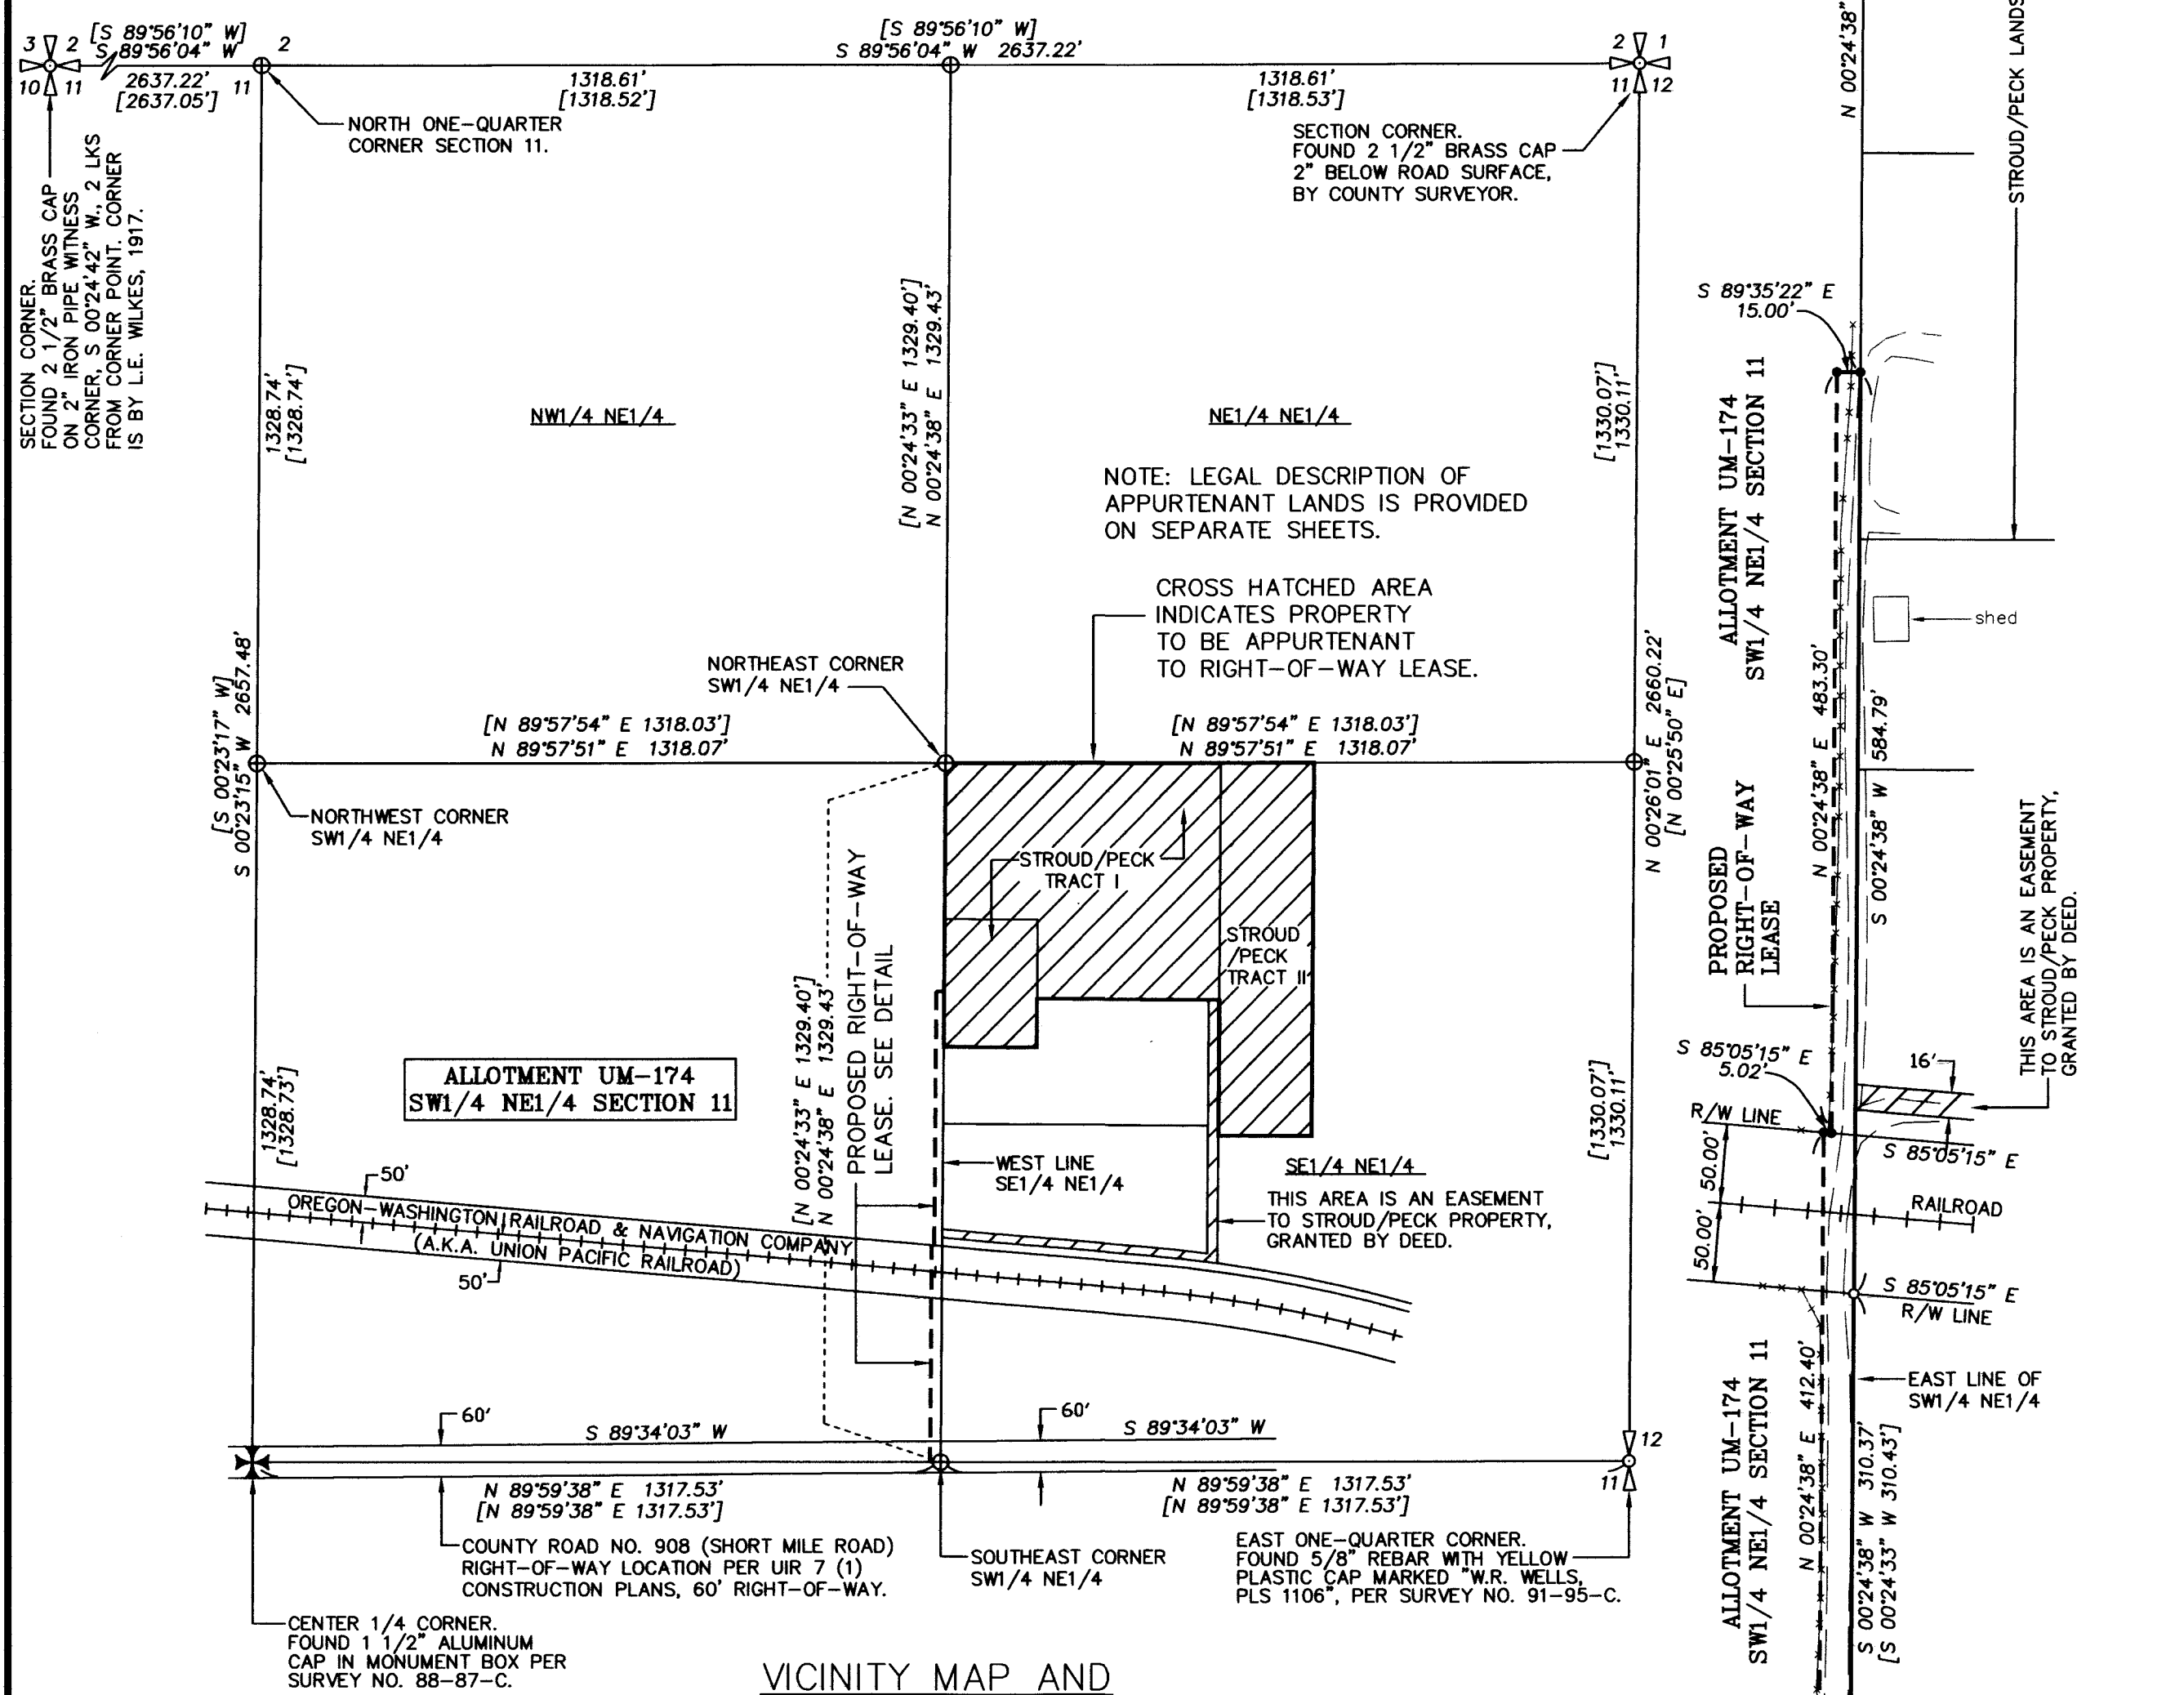 [S 89°56'10" W]
S 89°56'04" W
3 2
10 11
2637.22'
[2637.05']
2
11
[S 89°56'10" W]
S 89°56'04" W 2637.22'
1318.61'
[1318.52']
1318.61'
[1318.53']
2 1
11 12
NORTH ONE-QUARTER
CORNER SECTION 11.
SECTION CORNER.
FOUND 2 1/2" BRASS CAP
2" BELOW ROAD SURFACE,
BY COUNTY SURVEYOR.
SECTION CORNER.
FOUND 2 1/2" BRASS CAP
ON 2" IRON PIPE WITNESS
CORNER, S 00°24'42" W., 2 LKS
FROM CORNER POINT. CORNER
IS BY L.E. WILKES, 1917.
1328.74'
[1328.74']
[N 00°24'33" E 1329.40']
N 00°24'38" E 1329.43'
[1330.07']
1330.11'
NW1/4 NE1/4
NE1/4 NE1/4
NOTE: LEGAL DESCRIPTION OF
APPURTENANT LANDS IS PROVIDED
ON SEPARATE SHEETS.
CROSS HATCHED AREA
INDICATES PROPERTY
TO BE APPURTENANT
TO RIGHT-OF-WAY LEASE.
NORTHEAST CORNER
SW1/4 NE1/4
[N 89°57'54" E 1318.03']
N 89°57'51" E 1318.07'
[N 89°57'54" E 1318.03']
N 89°57'51" E 1318.07'
[S 00°23'17" W]
S 00°23'15" W 2657.48'
N 00°26'01" E 2660.22'
[N 00°25'50" E]
NORTHWEST CORNER
SW1/4 NE1/4
STROUD/PECK
TRACT I
STROUD
/PECK
TRACT II
[N 00°24'33" E 1329.40']
N 00°24'38" E 1329.43'
PROPOSED RIGHT-OF-WAY
LEASE. SEE DETAIL
ALLOTMENT UM-174
SW1/4 NE1/4 SECTION 11
1328.74'
[1328.73']
[1330.07']
1330.11'
WEST LINE
SE1/4 NE1/4
SE1/4 NE1/4
THIS AREA IS AN EASEMENT
TO STROUD/PECK PROPERTY,
GRANTED BY DEED.
50'
OREGON-WASHINGTON RAILROAD & NAVIGATION COMPANY
(A.K.A. UNION PACIFIC RAILROAD)
50'
60'
S 89°34'03" W
60'
S 89°34'03" W
12
11
N 89°59'38" E 1317.53'
[N 89°59'38" E 1317.53']
N 89°59'38" E 1317.53'
[N 89°59'38" E 1317.53']
COUNTY ROAD NO. 908 (SHORT MILE ROAD)
RIGHT-OF-WAY LOCATION PER UIR 7 (1)
CONSTRUCTION PLANS, 60' RIGHT-OF-WAY.
SOUTHEAST CORNER
SW1/4 NE1/4
EAST ONE-QUARTER CORNER.
FOUND 5/8" REBAR WITH YELLOW
PLASTIC CAP MARKED "W.R. WELLS,
PLS 1106", PER SURVEY NO. 91-95-C.
CENTER 1/4 CORNER.
FOUND 1 1/2" ALUMINUM
CAP IN MONUMENT BOX PER
SURVEY NO. 88-87-C.
VICINITY MAP AND
N 00°24'38"
STROUD/PECK LANDS
S 89°35'22" E
15.00'
ALLOTMENT UM-174
SW1/4 NE1/4 SECTION 11
shed
N 00°24'38" E 483.30'
S 00°24'38" W 584.79'
PROPOSED
RIGHT-OF-WAY
LEASE
THIS AREA IS AN EASEMENT
TO STROUD/PECK PROPERTY,
GRANTED BY DEED.
S 85°05'15" E
5.02'
16'
R/W LINE
S 85°05'15" E
50.00'
RAILROAD
50.00'
S 85°05'15" E
R/W LINE
EAST LINE OF
SW1/4 NE1/4
ALLOTMENT UM-174
SW1/4 NE1/4 SECTION 11
N 00°24'38" E 412.40'
S 00°24'38" W 310.37'
[S 00°24'33" W 310.43']